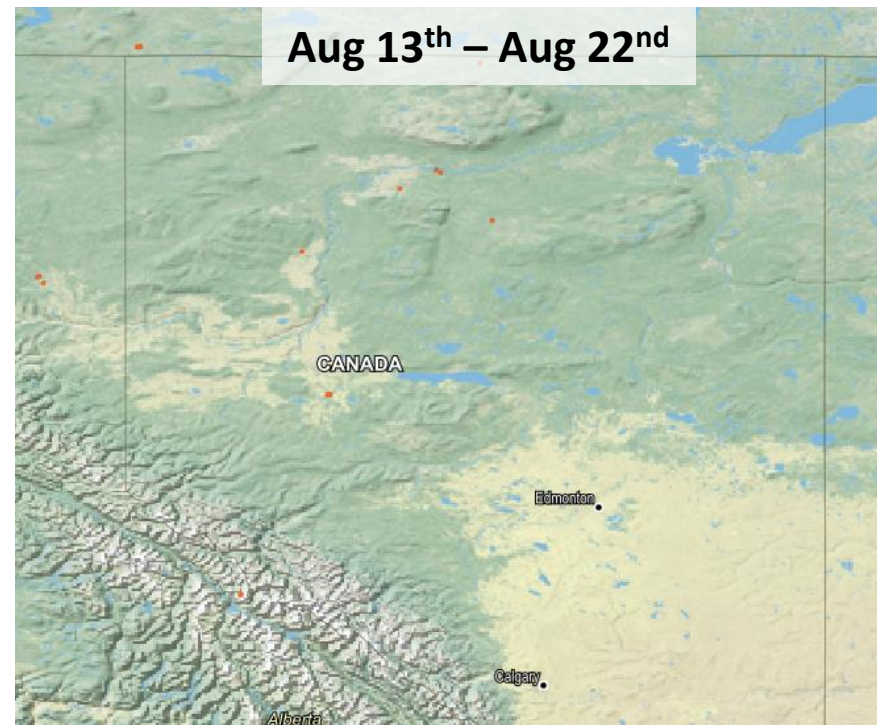 Aug 13th – Aug 22nd
CANADA
Edmonton
Calgary
Alberta